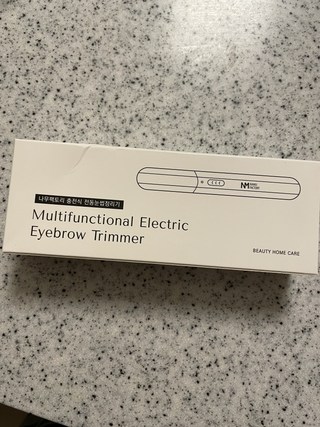 NM
나무팩토리 충전식 전동눈썹정리기
Multifunctional Electric
Eyebrow Trimmer
BEAUTY HOME CARE